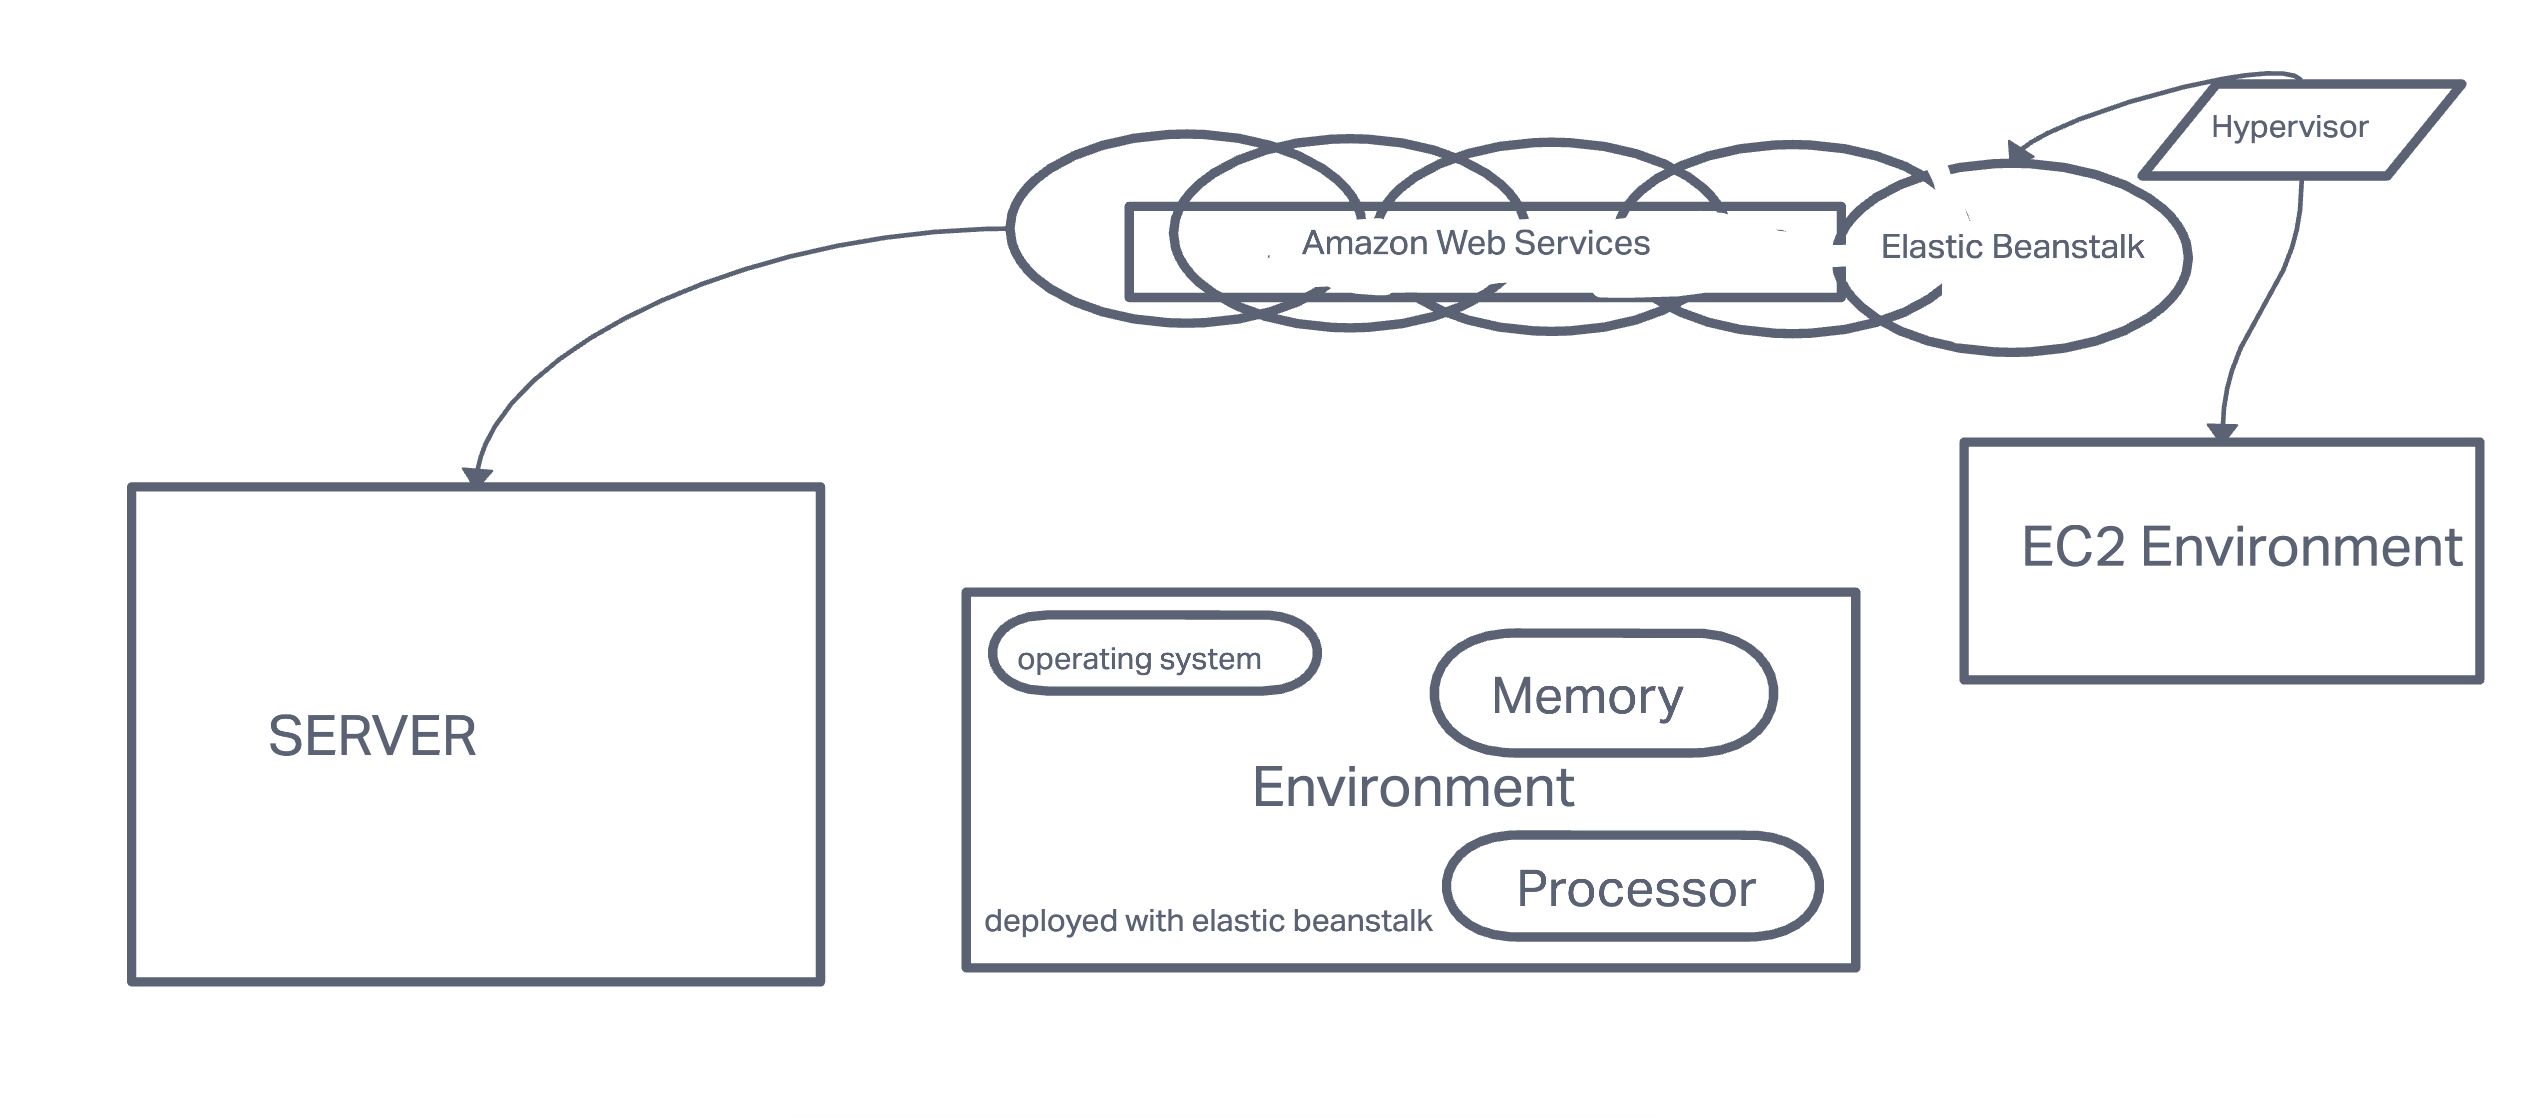 Hypervisor
Amazon Web Services
Elastic Beanstalk
EC2 Environment
operating system
Memory
SERVER
Environment
Processor
deployed with elastic beanstalk